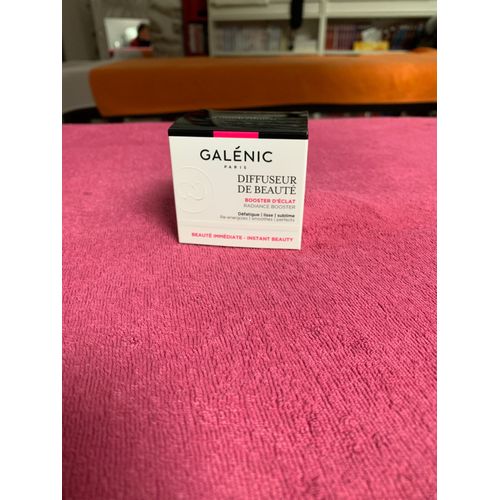 GALÉNIC
PARIS
DIFFUSEUR
DE BEAUTÉ
BOOSTER D'ÉCLAT
RADIANCE BOOSTER
Défatigue | lisse | sublime
Re-energizes | smoothes | perfects
BEAUTÉ IMMÉDIATE - INSTANT BEAUTY